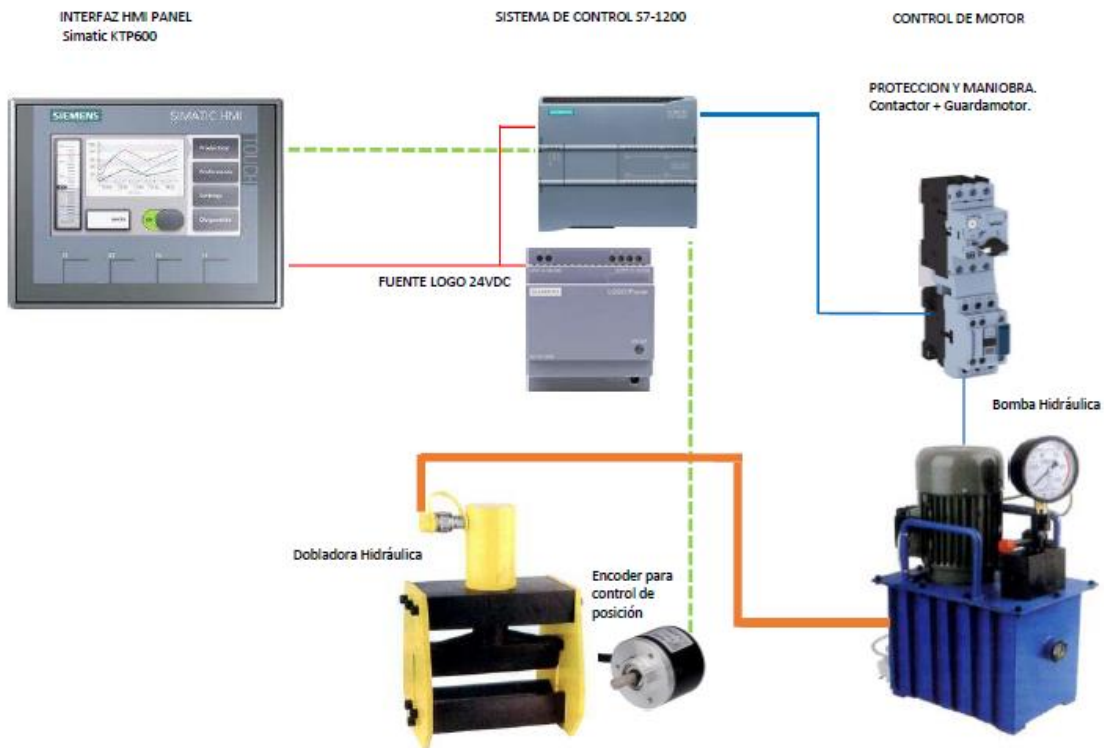 INTERFAZ HMI PANEL
Simatic KTP600
SISTEMA DE CONTROL S7-1200
CONTROL DE MOTOR
PROTECCION Y MANIOBRA.
Contactor + Guardamotor.
SIEMENS
SIMATIC HMI
TOUCH
FUENTE LOGO 24VDC
Bomba Hidráulica
Dobladora Hidráulica
Encoder para
control de
posición